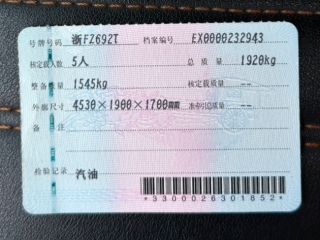 号牌号码 浙FZ692T 档案编号 EX0000232943
核定载人数 5人 总质量 1920kg
整备质量 1545kg 核定载质量 --
外廓尺寸 4530×1900×1700mm 准牵引总质量 --
备注
检验记录 汽油
*3300026301852*